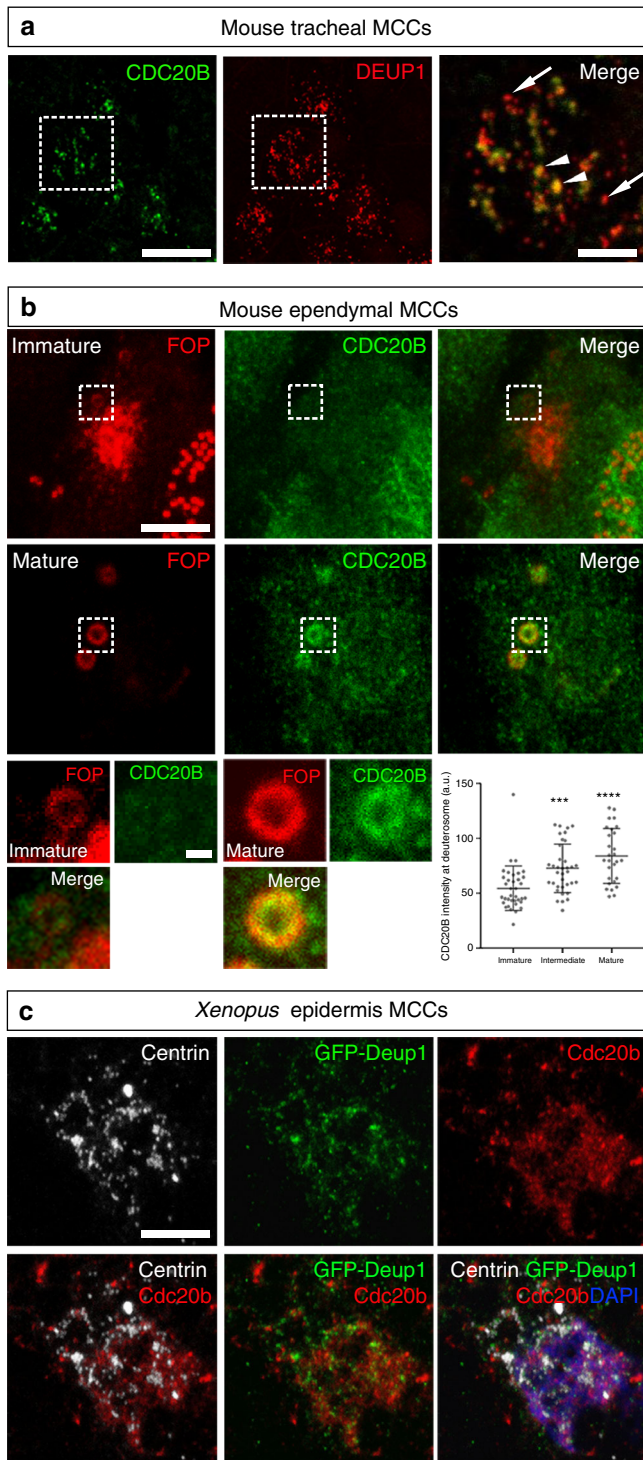 a Mouse tracheal MCCs
CDC20B
DEUP1
Merge
b Mouse ependymal MCCs
Immature FOP
CDC20B
Merge
Mature FOP
CDC20B
Merge
FOP
Immature
CDC20B
Merge
FOP
Mature
CDC20B
Merge
CDC20B intensity at deuterosome (a.u.)
150
100
50
0
***
****
Immature Intermediate Mature
c Xenopus epidermis MCCs
Centrin
GFP-Deup1
Cdc20b
Centrin
Cdc20b
GFP-Deup1
Cdc20b
Centrin GFP-Deup1
Cdc20bDAPI